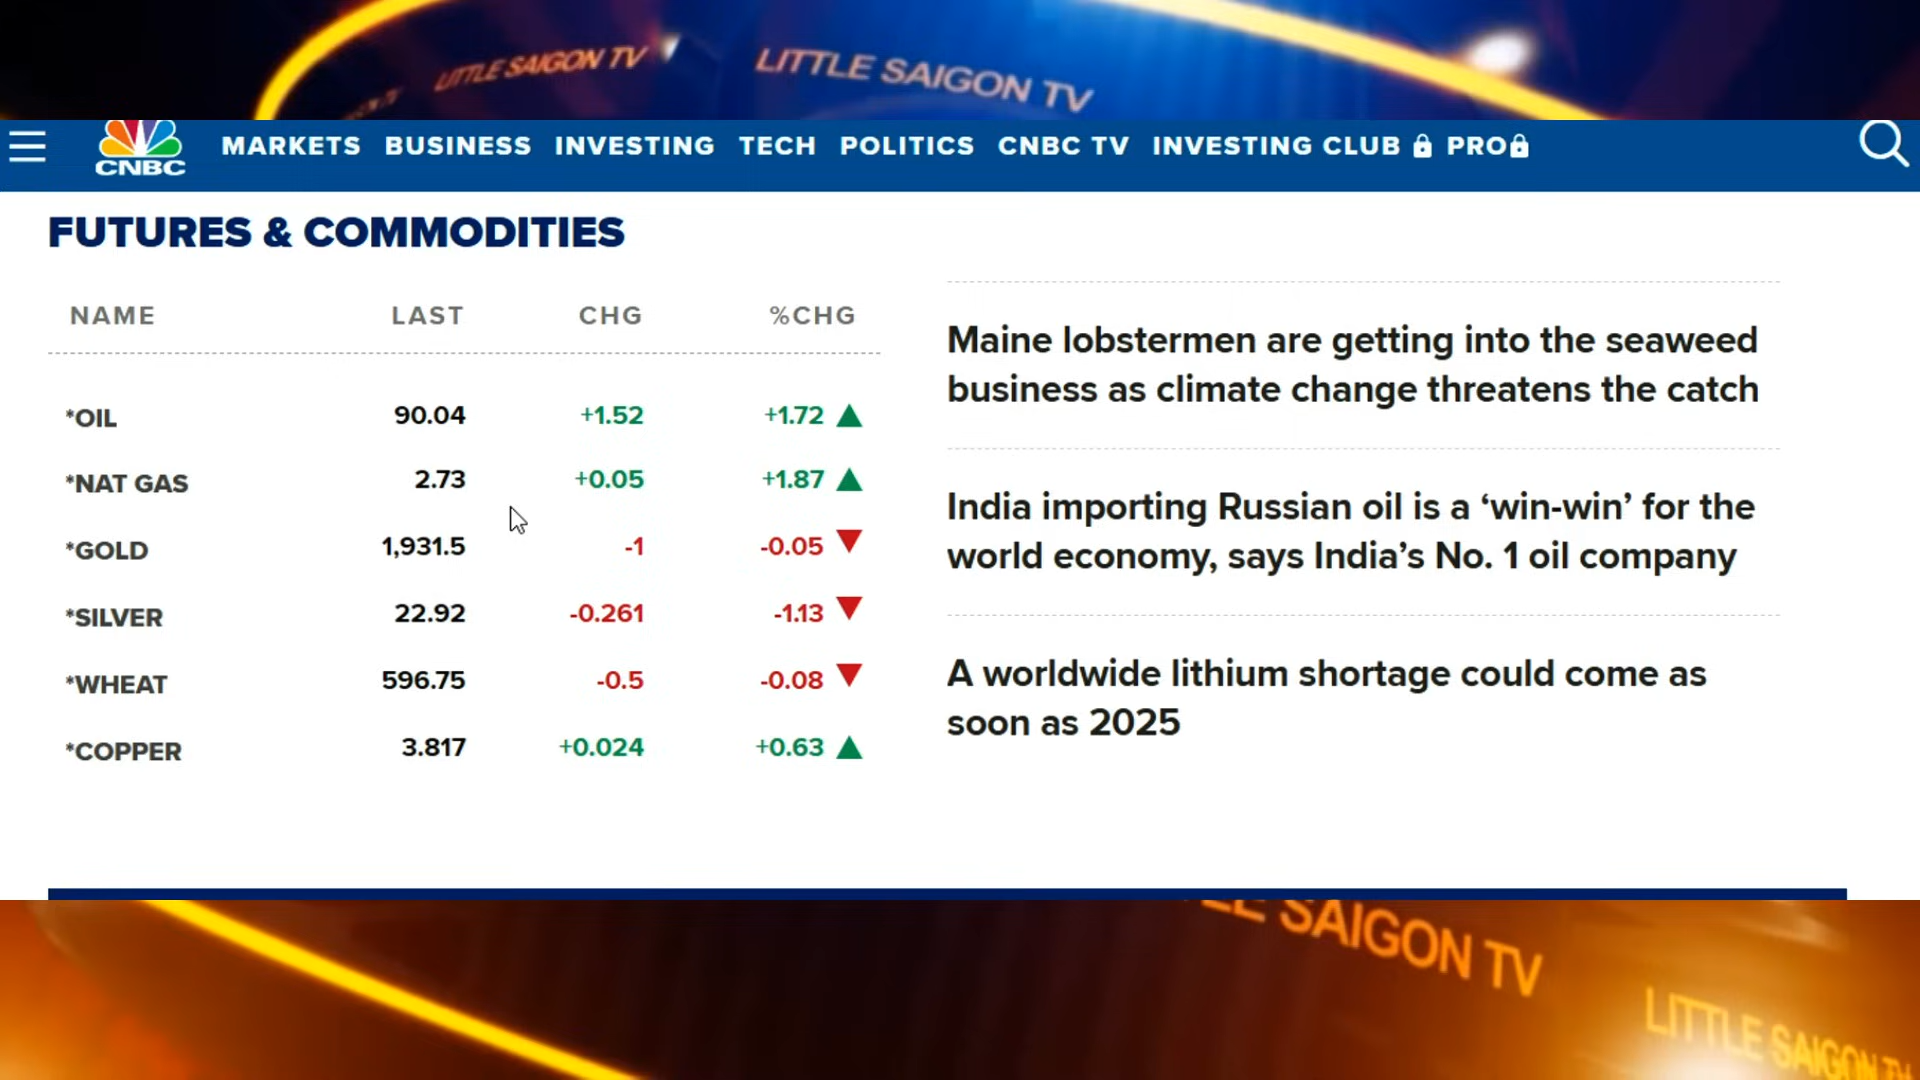 LITTLE SAIGON TV
LITTLE SAIGON TV
CNBC
MARKETS BUSINESS INVESTING TECH POLITICS CNBC TV INVESTING CLUB PRO
FUTURES & COMMODITIES
NAME LAST CHG %CHG
*OIL 90.04 +1.52 +1.72
*NAT GAS 2.73 +0.05 +1.87
*GOLD 1,931.5 -1 -0.05
*SILVER 22.92 -0.261 -1.13
*WHEAT 596.75 -0.5 -0.08
*COPPER 3.817 +0.024 +0.63
Maine lobstermen are getting into the seaweed
business as climate change threatens the catch
India importing Russian oil is a ‘win-win’ for the
world economy, says India’s No. 1 oil company
A worldwide lithium shortage could come as
soon as 2025
SAIGON TV
LITTLE SAIGON TV